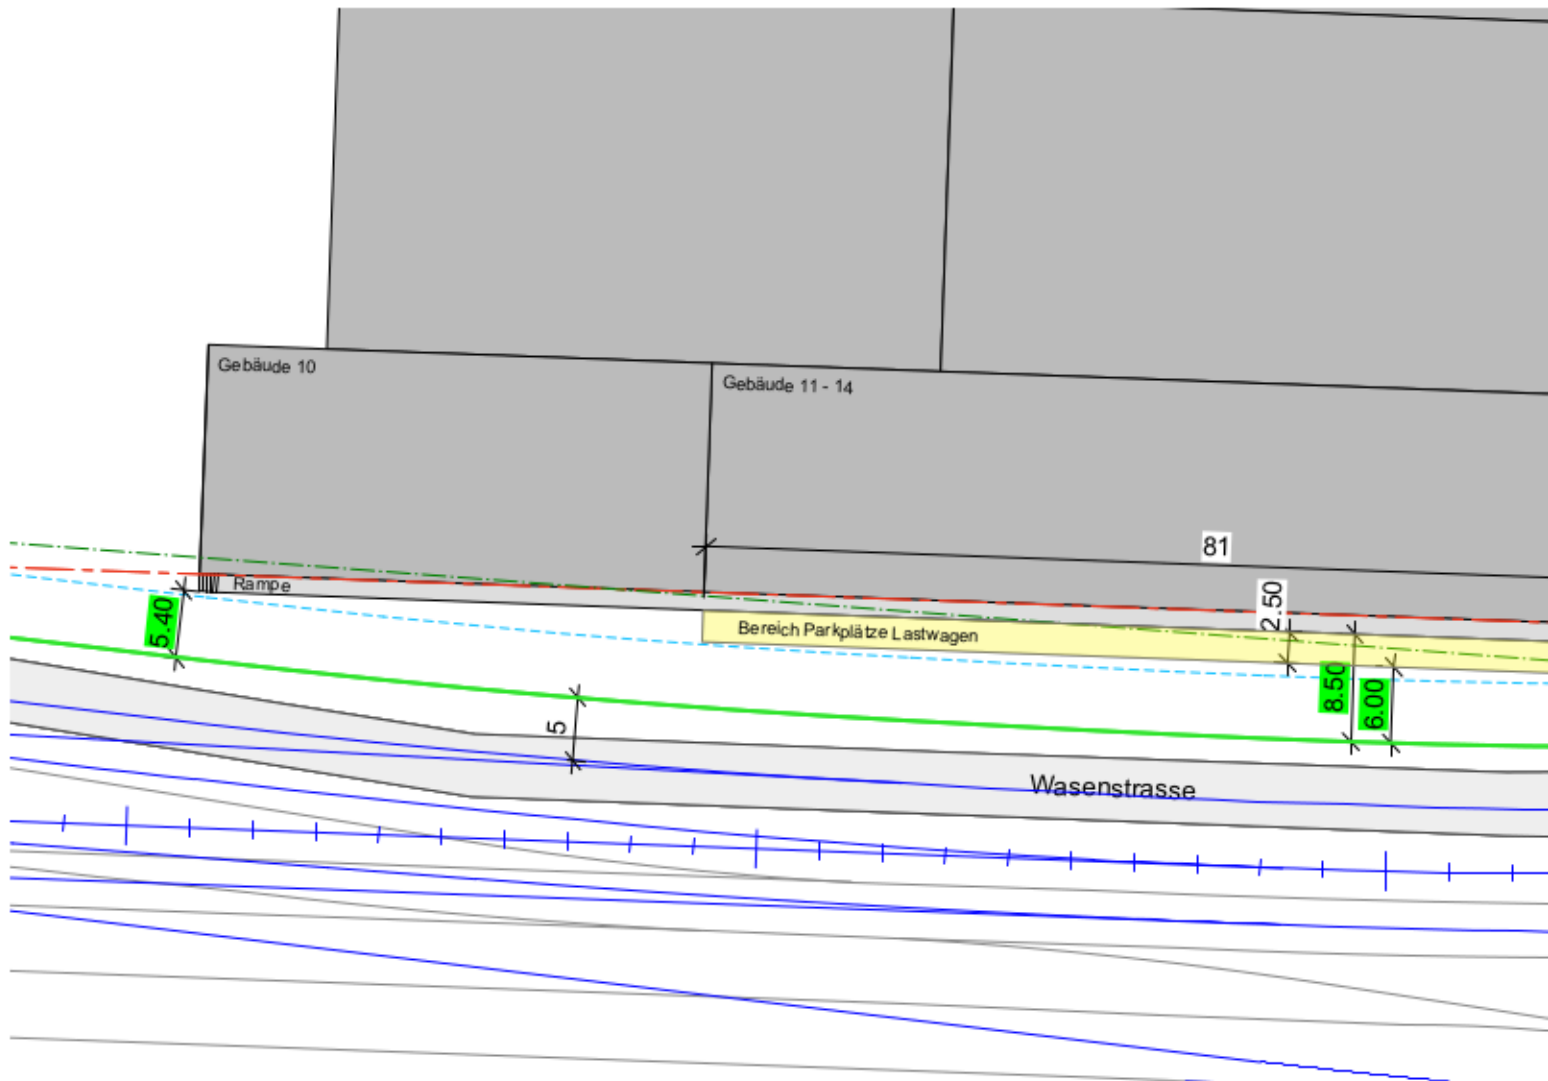 Gebäude 10
Gebäude 11 - 14
81
Rampe
2.50
5.40
Bereich Parkplätze Lastwagen
8.50
6.00
5
Wasenstrasse